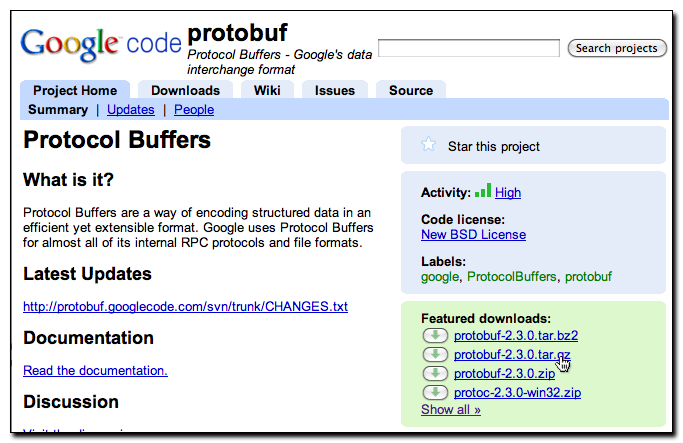 Google code
protobuf
Protocol Buffers - Google's data
interchange format
Search projects
Project Home
Downloads
Wiki
Issues
Source
Summary | Updates | People
Protocol Buffers
What is it?
Protocol Buffers are a way of encoding structured data in an
efficient yet extensible format. Google uses Protocol Buffers
for almost all of its internal RPC protocols and file formats.
Latest Updates
http://protobuf.googlecode.com/svn/trunk/CHANGES.txt
Documentation
Read the documentation.
Discussion
Star this project
Activity: High
Code license:
New BSD License
Labels:
google, ProtocolBuffers, protobuf
Featured downloads:
protobuf-2.3.0.tar.bz2
protobuf-2.3.0.tar.gz
protobuf-2.3.0.zip
protoc-2.3.0-win32.zip
Show all »